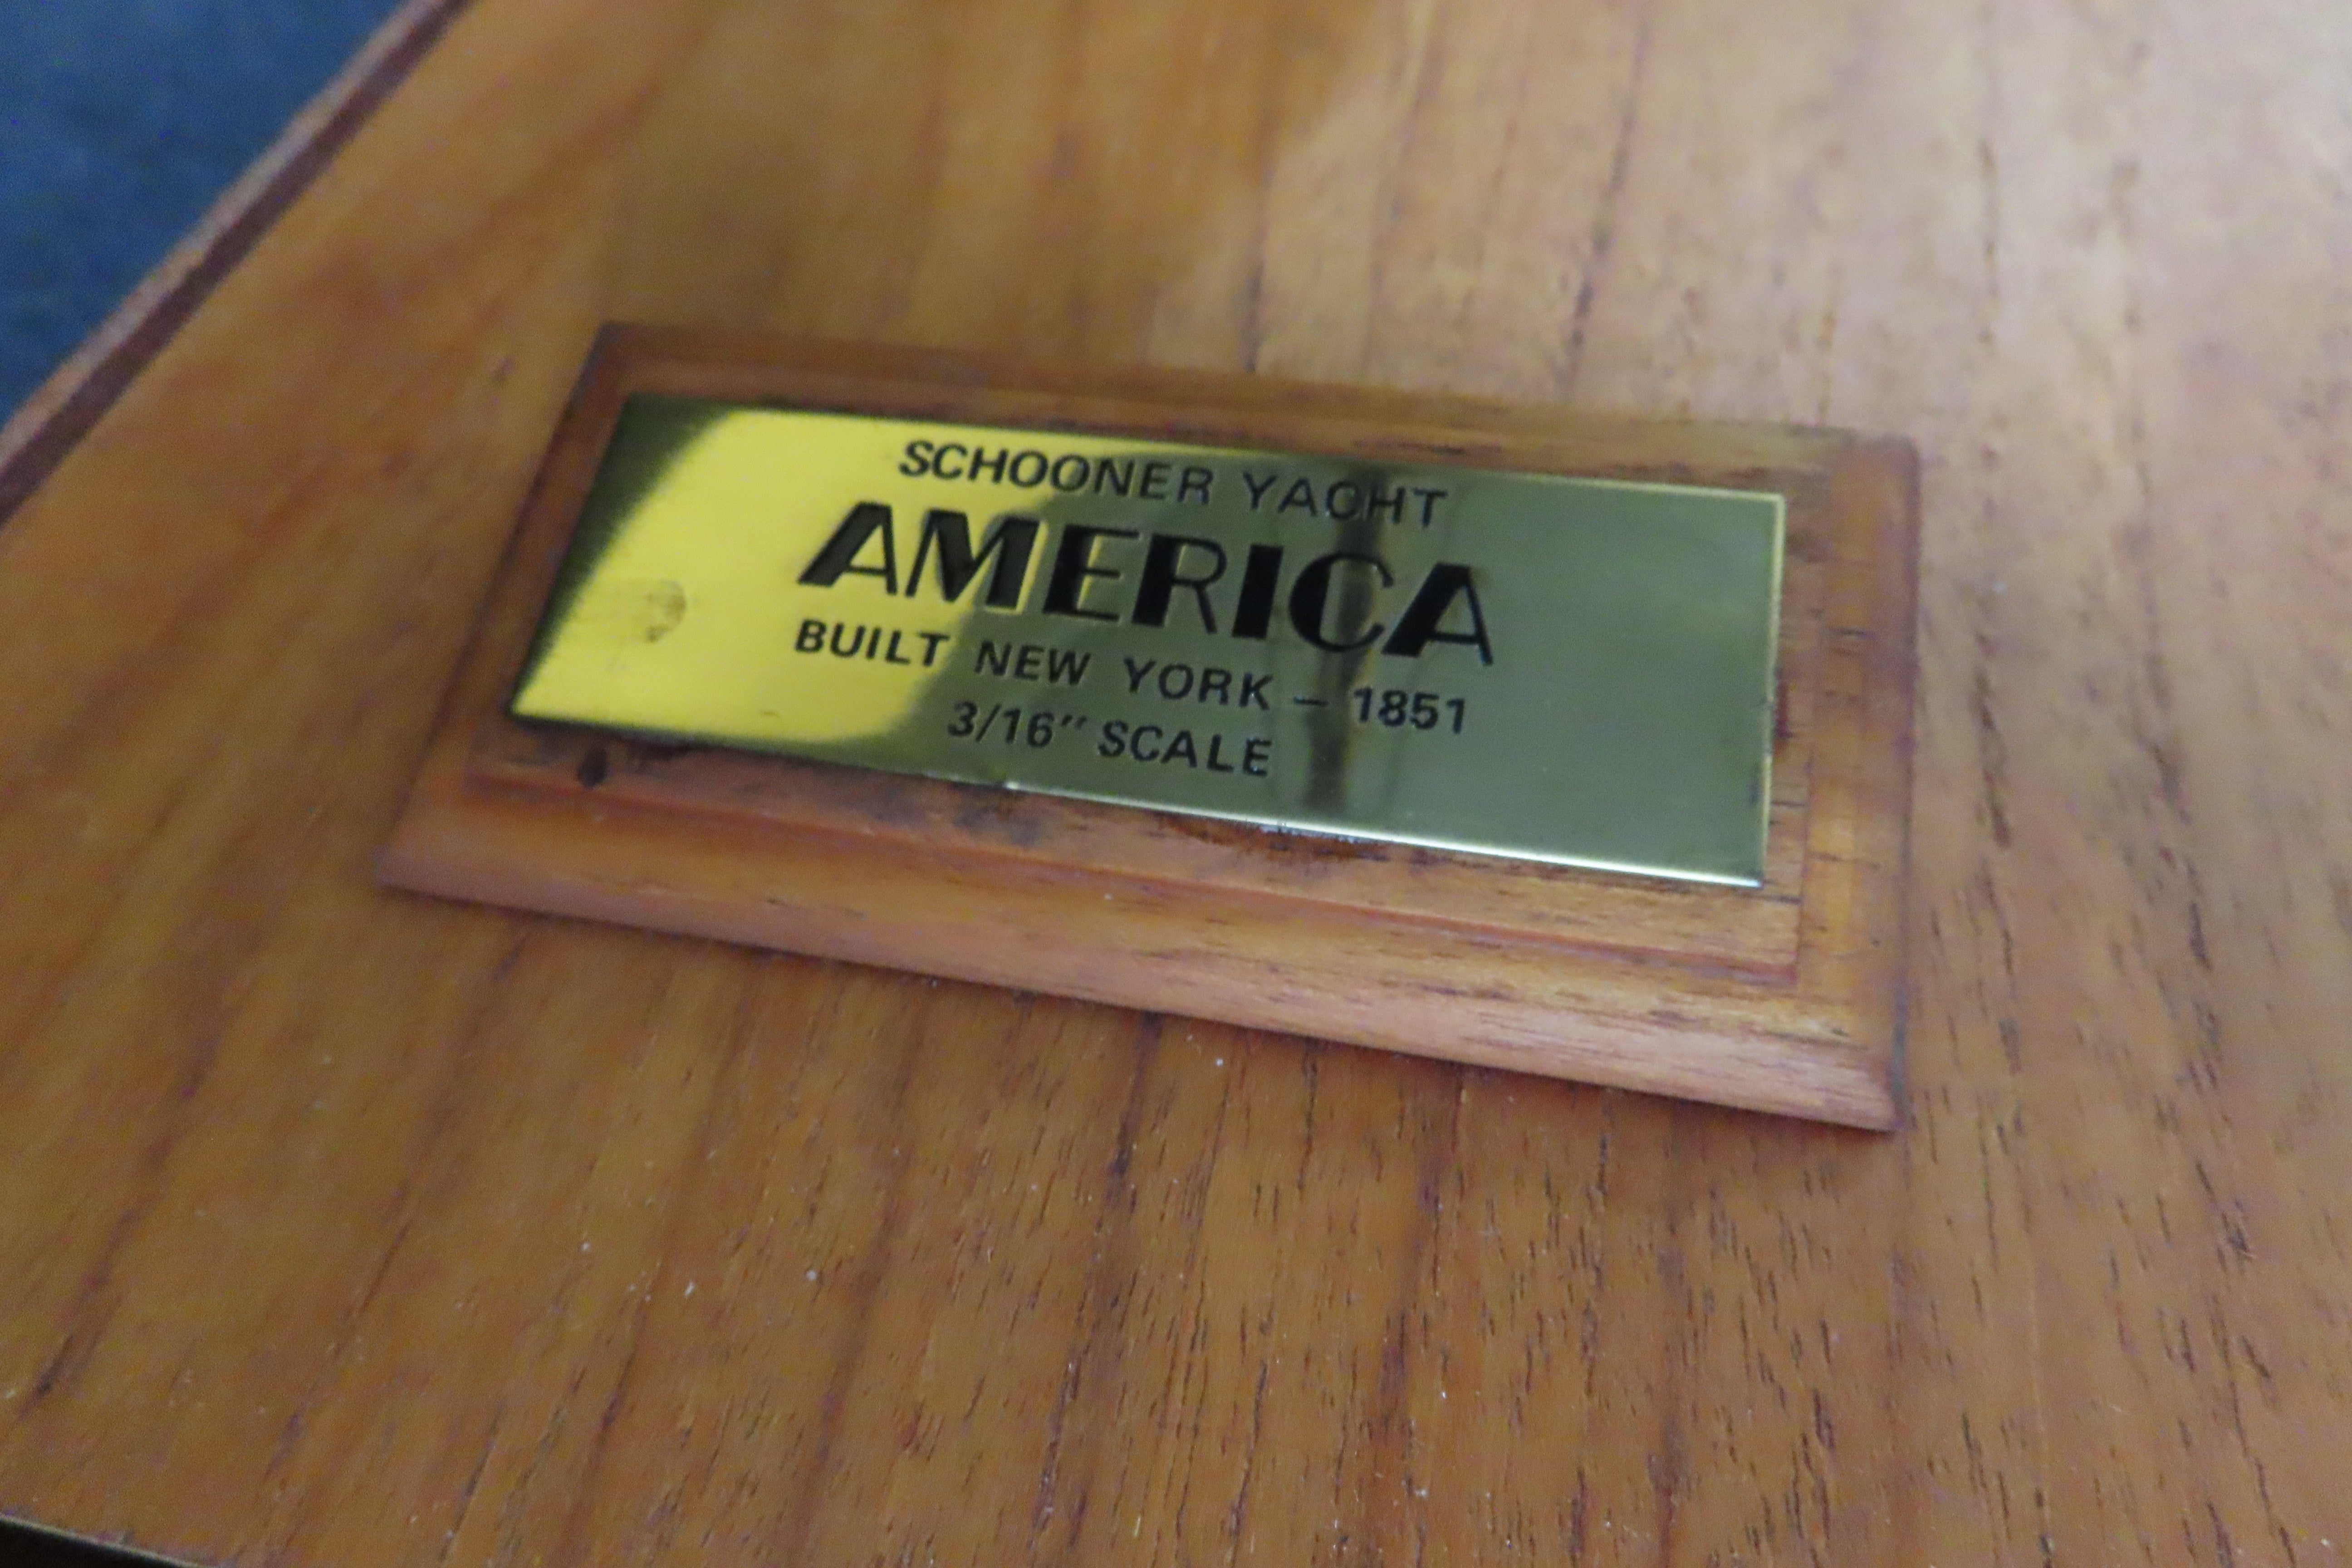 SCHOONER YACHT
AMERICA
BUILT NEW YORK – 1851
3/16" SCALE